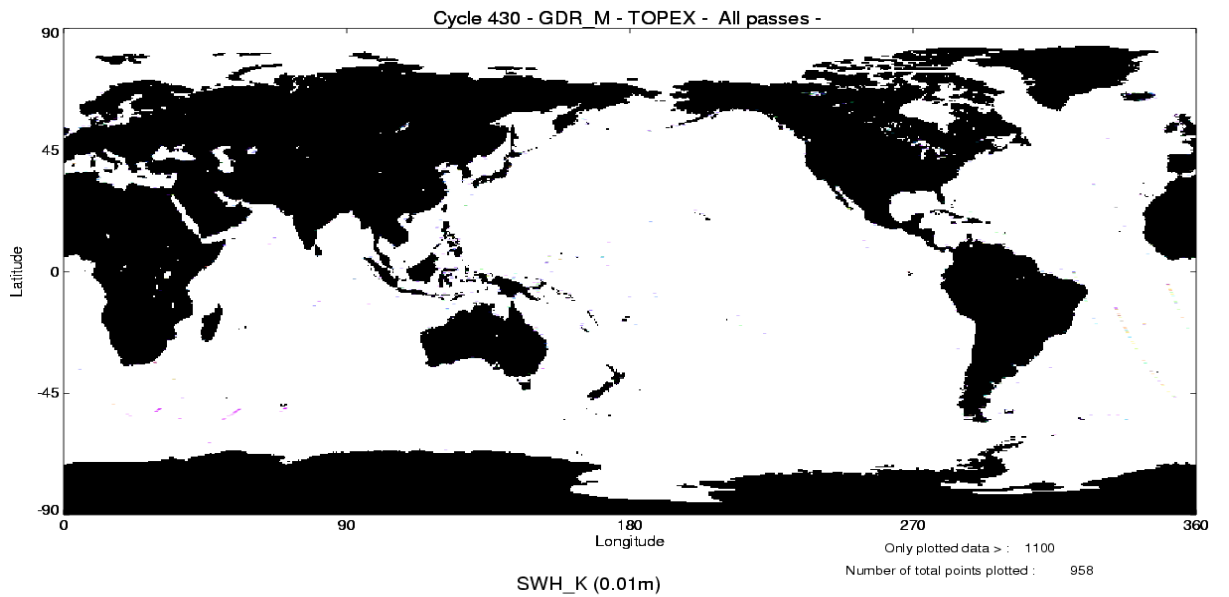 Cycle 430 - GDR_M - TOPEX - All passes -
90
45
0
-45
-90
Latitude
0 90 180 270 360
Longitude
Only plotted data > : 1100
Number of total points plotted : 958
SWH_K (0.01m)